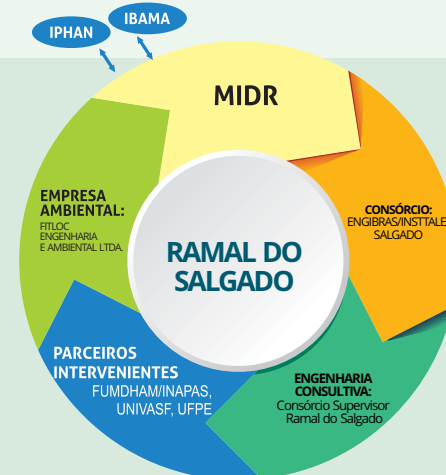 IPHAN
IBAMA
MIDR
EMPRESA
AMBIENTAL:
FITLOC
ENGENHARIA
E AMBIENTAL LTDA.
CONSÓRCIO:
ENGIBRAS/INSTTALE
SALGADO
RAMAL DO
SALGADO
PARCEIROS
INTERVENIENTES
FUMDHAM/INAPAS,
UNIVASF, UFPE
ENGENHARIA
CONSULTIVA:
Consórcio Supervisor
Ramal do Salgado